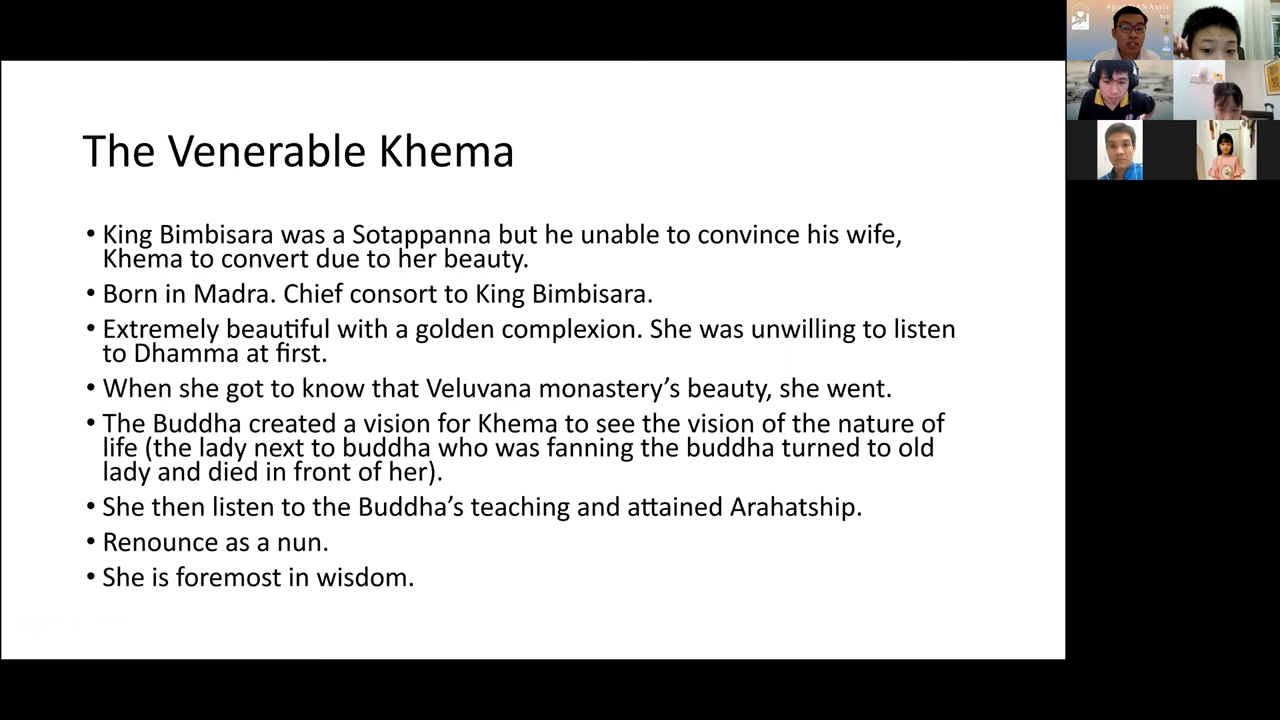 The Venerable Khema
• King Bimbisara was a Sotappanna but he unable to convince his wife,
Khema to convert due to her beauty.
• Born in Madra. Chief consort to King Bimbisara.
• Extremely beautiful with a golden complexion. She was unwilling to listen
to Dhamma at first.
• When she got to know that Veluvana monastery’s beauty, she went.
• The Buddha created a vision for Khema to see the vision of the nature of
life (the lady next to buddha who was fanning the buddha turned to old
lady and died in front of her).
• She then listen to the Buddha’s teaching and attained Arahatship.
• Renounce as a nun.
• She is foremost in wisdom.